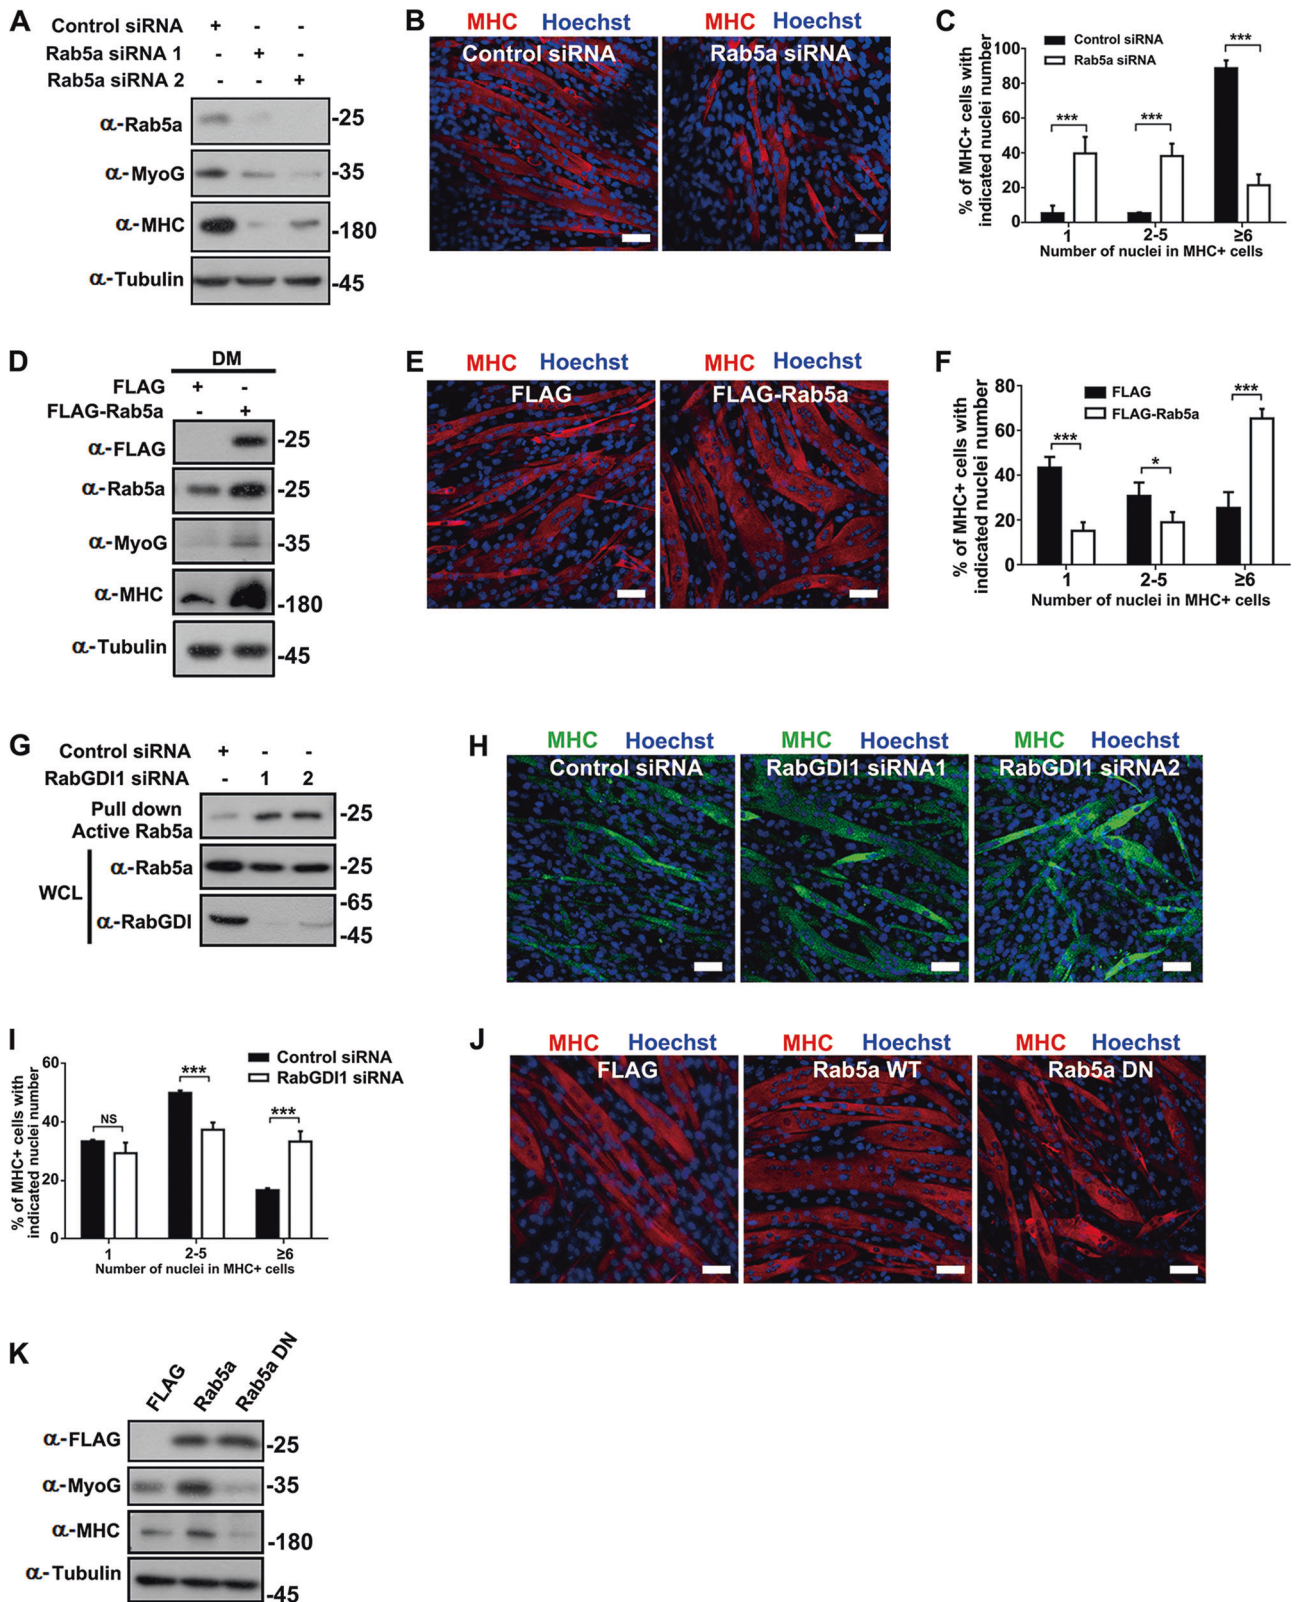 A
Control siRNA + - -
Rab5a siRNA 1 - + -
Rab5a siRNA 2 - - +
α-Rab5a -25
α-MyoG -35
α-MHC -180
α-Tubulin -45
B
MHC Hoechst MHC Hoechst
Control siRNA Rab5a siRNA
C
% of MHC+ cells with
indicated nuclei number
Control siRNA
Rab5a siRNA
100
80
60
40
20
0
*** *** ***
1 2-5 ≥6
Number of nuclei in MHC+ cells
D
DM
FLAG + -
FLAG-Rab5a - +
α-FLAG -25
α-Rab5a -25
α-MyoG -35
α-MHC -180
α-Tubulin -45
E
MHC Hoechst MHC Hoechst
FLAG FLAG-Rab5a
F
% of MHC+ cells with
indicated nuclei number
FLAG
FLAG-Rab5a
80
60
40
20
0
*** * ***
1 2-5 ≥6
Number of nuclei in MHC+ cells
G
Control siRNA + - -
RabGDI1 siRNA - 1 2
Pull down
Active Rab5a -25
WCL
α-Rab5a -25
α-RabGDI -65
-45
H
MHC Hoechst MHC Hoechst MHC Hoechst
Control siRNA RabGDI1 siRNA1 RabGDI1 siRNA2
I
% of MHC+ cells with
indicated nuclei number
Control siRNA
RabGDI1 siRNA
60
40
20
0
NS *** ***
1 2-5 ≥6
Number of nuclei in MHC+ cells
J
MHC Hoechst MHC Hoechst MHC Hoechst
FLAG Rab5a WT Rab5a DN
K
FLAG Rab5a Rab5a DN
α-FLAG -25
α-MyoG -35
α-MHC -180
α-Tubulin -45